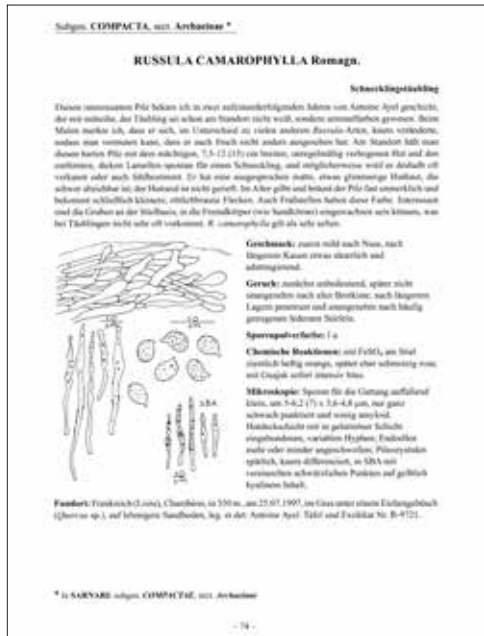 Subgen. COMPACTA, sect. Archaeinae *
RUSSULA CAMAROPHYLLA Romagn.
Schnecklingstäubling
Diesen interessanten Pilz bekam ich in zwei aufeinanderfolgenden Jahren von Antoine Ayel geschickt,
der mir mitteilte, der Täubling sei schon am Standort nicht weiß, sondern semmelfarben gewesen. Beim
Malen merkte ich, dass er sich, im Unterschied zu vielen anderen Russula-Arten, kaum veränderte,
sodass man vermuten kann, dass er auch frisch nicht anders ausgesehen hat. Am Standort hält man
diesen harten Pilz mit dem mächtigen, 7,5-12 (15) cm breiten, unregelmäßig verbogenen Hut und den
entfernten, dicken Lamellen spontan für einen Schneckling, und möglicherweise wird er deshalb oft
verkannt oder auch Er hat eine ausgesprochen matte, etwas Huthaut, die
schwer abziehbar ist; der Hutrand ist nicht gerieft. Im Alter gilbt und bräunt der Pilz fast unmerklich und
bekommt schließlich kleinere, rötlichbraune Flecken. Auch Fraßstellen haben diese Farbe. Interessant
sind die Gruben an der Stielbasis, in die Fremdkörper (wie Sandkörner) eingewachsen sein können, was
bei Täublingen nicht sehr oft vorkommt. R. camarophylla gilt als sehr selten.
Geschmack: zuerst mild nach Nuss, nach
längerem Kauen etwas säuerlich und
adstringierend.
Geruch: zunächst unbedeutend, später nicht
unangenehm nach alter Brotkiste; nach längerem
Lagern penetrant und unangenehm nach häufig
getragenen ledernen Stiefeln.
Sporenpulverfarbe: I a
Chemische Reaktionen: mit FeSO₄ am Stiel
ziemlich heftig orange, später eher schmutzig rosa;
mit Guajak sofort intensiv blau.
Mikroskopie: Sporen für die Gattung auffallend
klein, um 5-6,2 (7) x 3,6-4,8 µm, nur ganz
schwach punktiert und wenig amyloid.
Hutdeckschicht mit in gelatinöser Schicht
eingebundenen, variablen Hyphen; Endzellen
mehr oder minder angeschwollen; Pileozystiden
spärlich, kaum differenziert, in SBA mit
vereinzelten schwärzlichen Punkten auf gelblich
hyalinem Inhalt.
SBA
Fundort: Frankreich (Loire), Chambéon, in 350 m, am 25.07.1997, im Gras unter einem Eichengebüsch
(Quercus sp.), auf lehmigem Sandboden, leg. et det. Antoine Ayel. Tafel und Exsikkat Nr. B-9721.
* In SARNARI: subgen. COMPACTAE, sect. Archaeinae
- 74 -